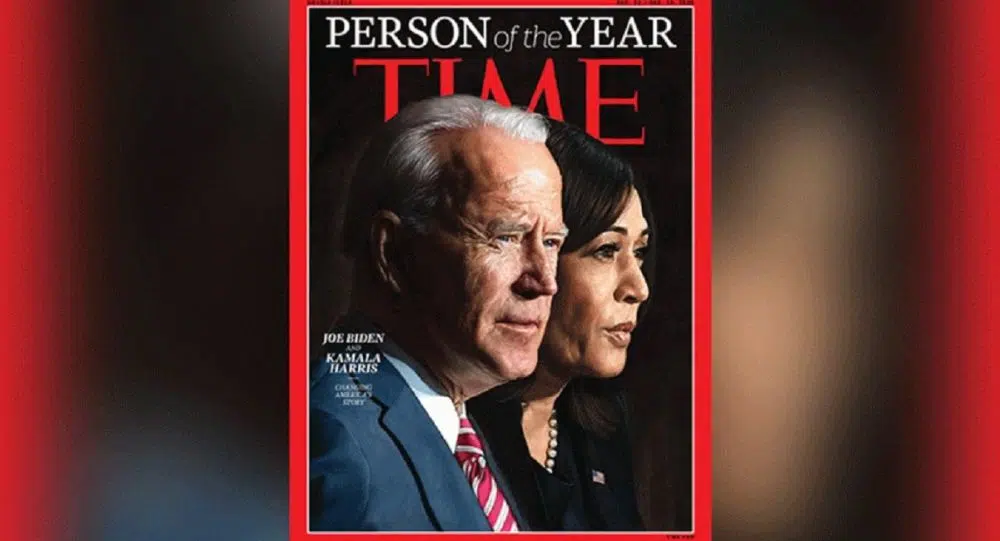 PERSON of the YEAR
TIME
JOE BIDEN
AND
KAMALA
HARRIS
CHANGING
AMERICA'S
STORY